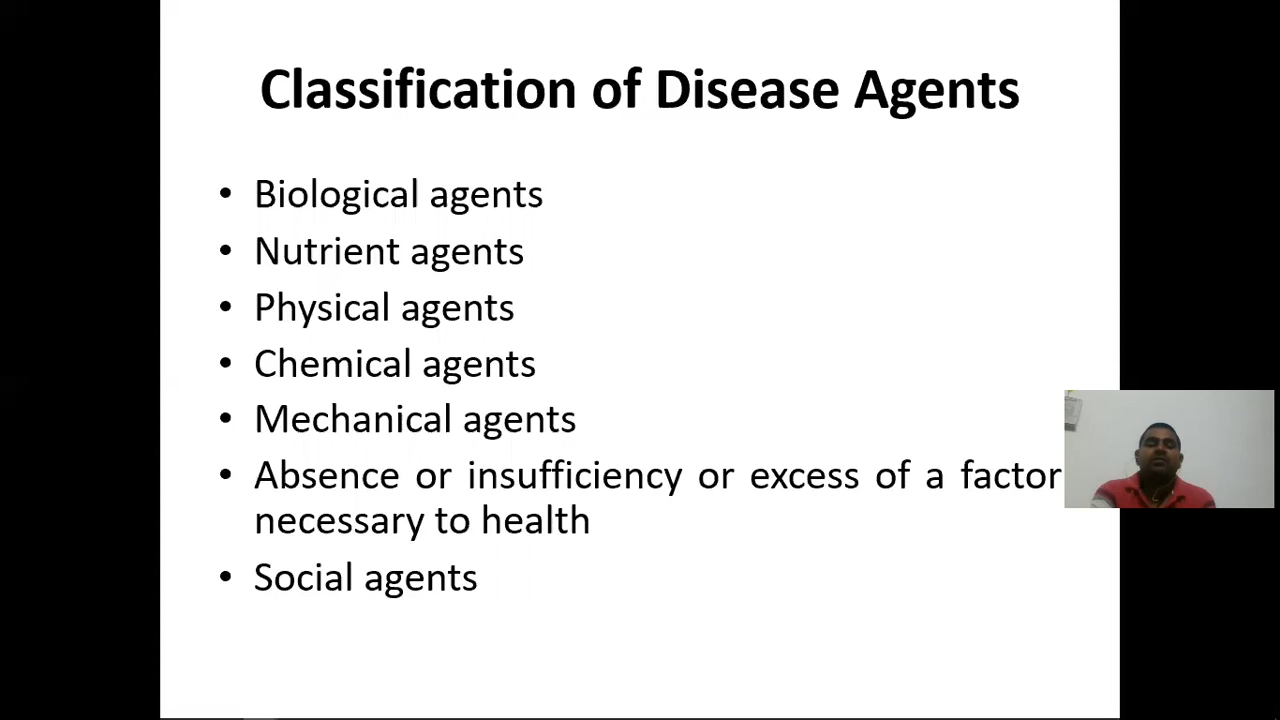 Classification of Disease Agents
• Biological agents
• Nutrient agents
• Physical agents
• Chemical agents
• Mechanical agents
• Absence or insufficiency or excess of a factor
necessary to health
• Social agents